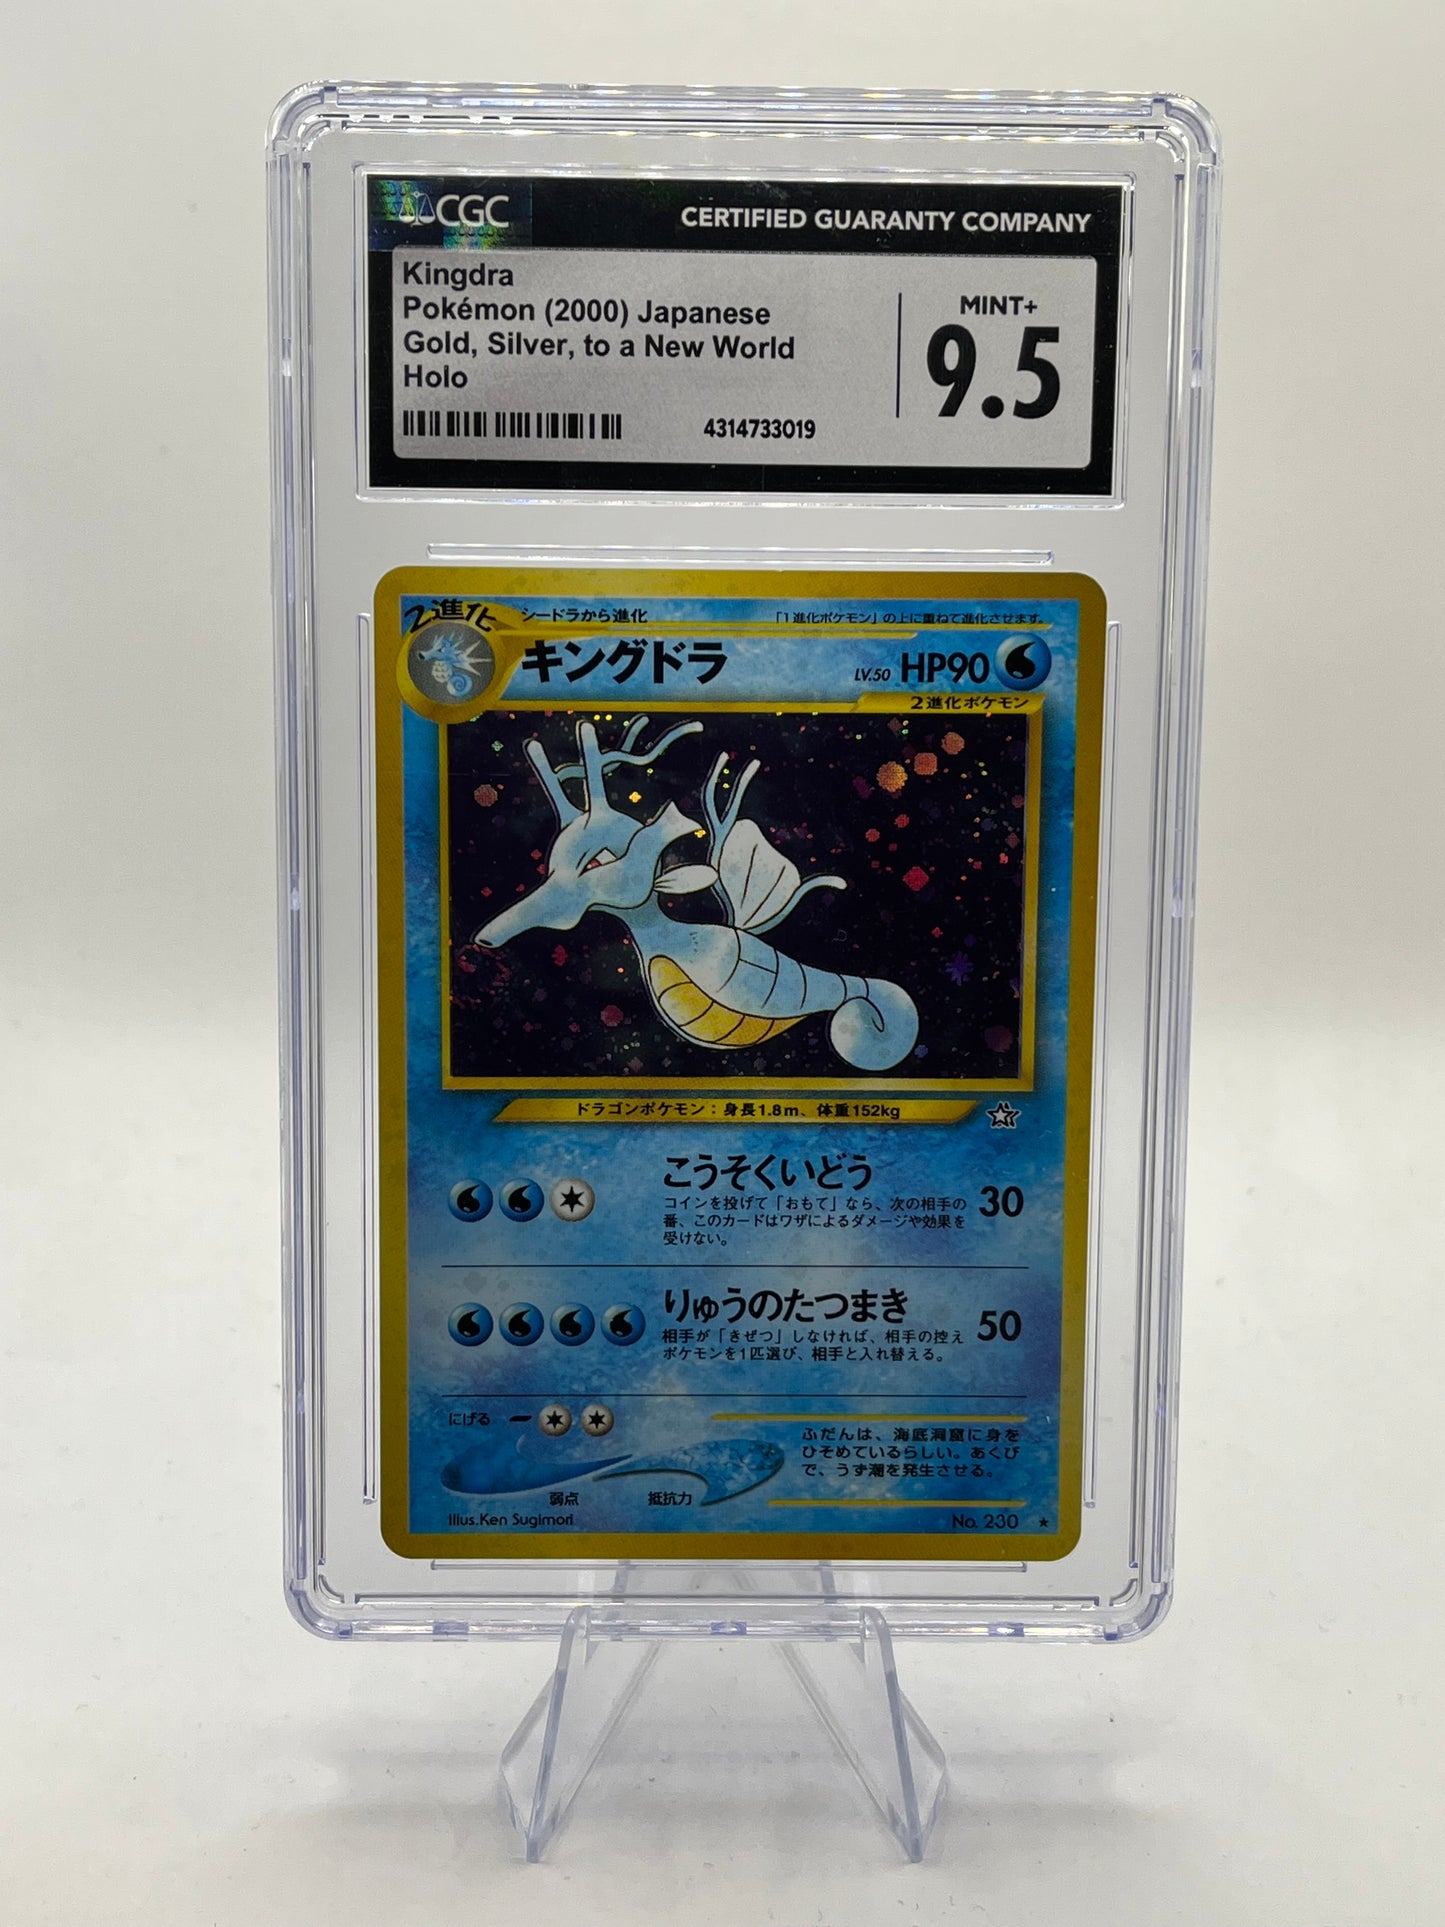 CGC
CERTIFIED GUARANTY COMPANY
Kingdra
Pokémon (2000) Japanese
Gold, Silver, to a New World
Holo
4314733019
MINT+
9.5
2進化
シードラから進化
「1進化ポケモン」の上に重ねて進化させます。
キングドラ
LV.50 HP90
2進化ポケモン
ドラゴンポケモン：身長1.8m、体重152kg
こうそくいどう
コインを投げて「おもて」なら、次の相手の
番、このカードはワザによるダメージや効果を
受けない。
30
りゅうのたつまき
相手が「きぜつ」しなければ、相手の控え
ポケモンを1匹選び、相手と入れ替える。
50
にげる
ふだんは、海底洞窟に身を
ひそめているらしい。あくび
で、うず潮を発生させる。
弱点
抵抗力
Illus.Ken Sugimori
No. 230 ★